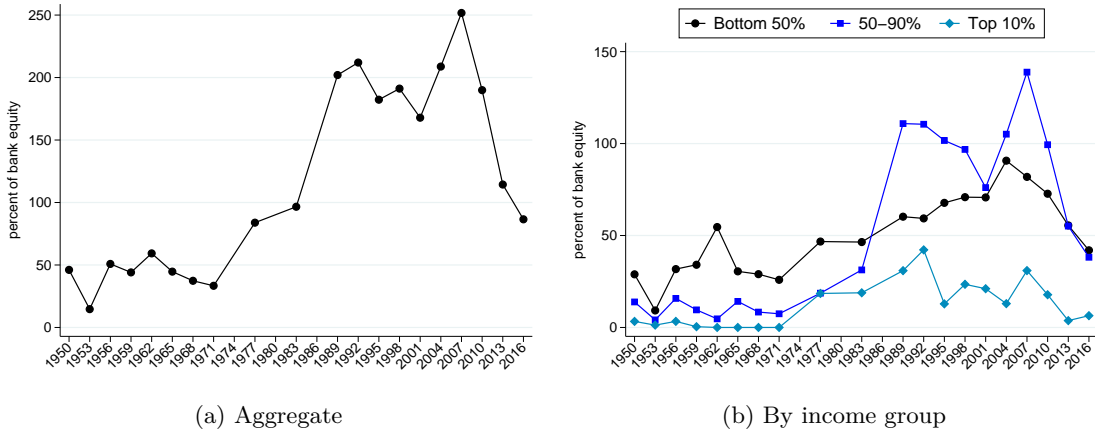 percent of bank equity
250
200
150
100
50
0
1950 1953 1956 1959 1962 1965 1968 1971 1974 1977 1980 1983 1986 1989 1992 1995 1998 2001 2004 2007 2010 2013 2016
(a) Aggregate
Bottom 50% 50–90% Top 10%
percent of bank equity
150
100
50
0
1950 1953 1956 1959 1962 1965 1968 1971 1974 1977 1980 1983 1986 1989 1992 1995 1998 2001 2004 2007 2010 2013 2016
(b) By income group